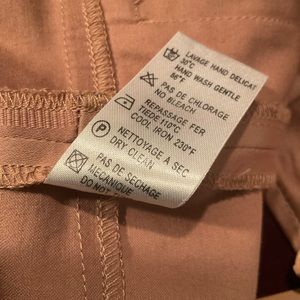 LAVAGE HAND DELICAT
30°C
HAND WASH GENTLE
86°F
PAS DE CHLORAGE
NO BLEACH
REPASSAGE FER
TIEDE 110°C
COOL IRON 230°F
P
NETTOYAGE A SEC
DRY CLEAN
PAS DE SECHAGE
MECANIQUE
DO NOT